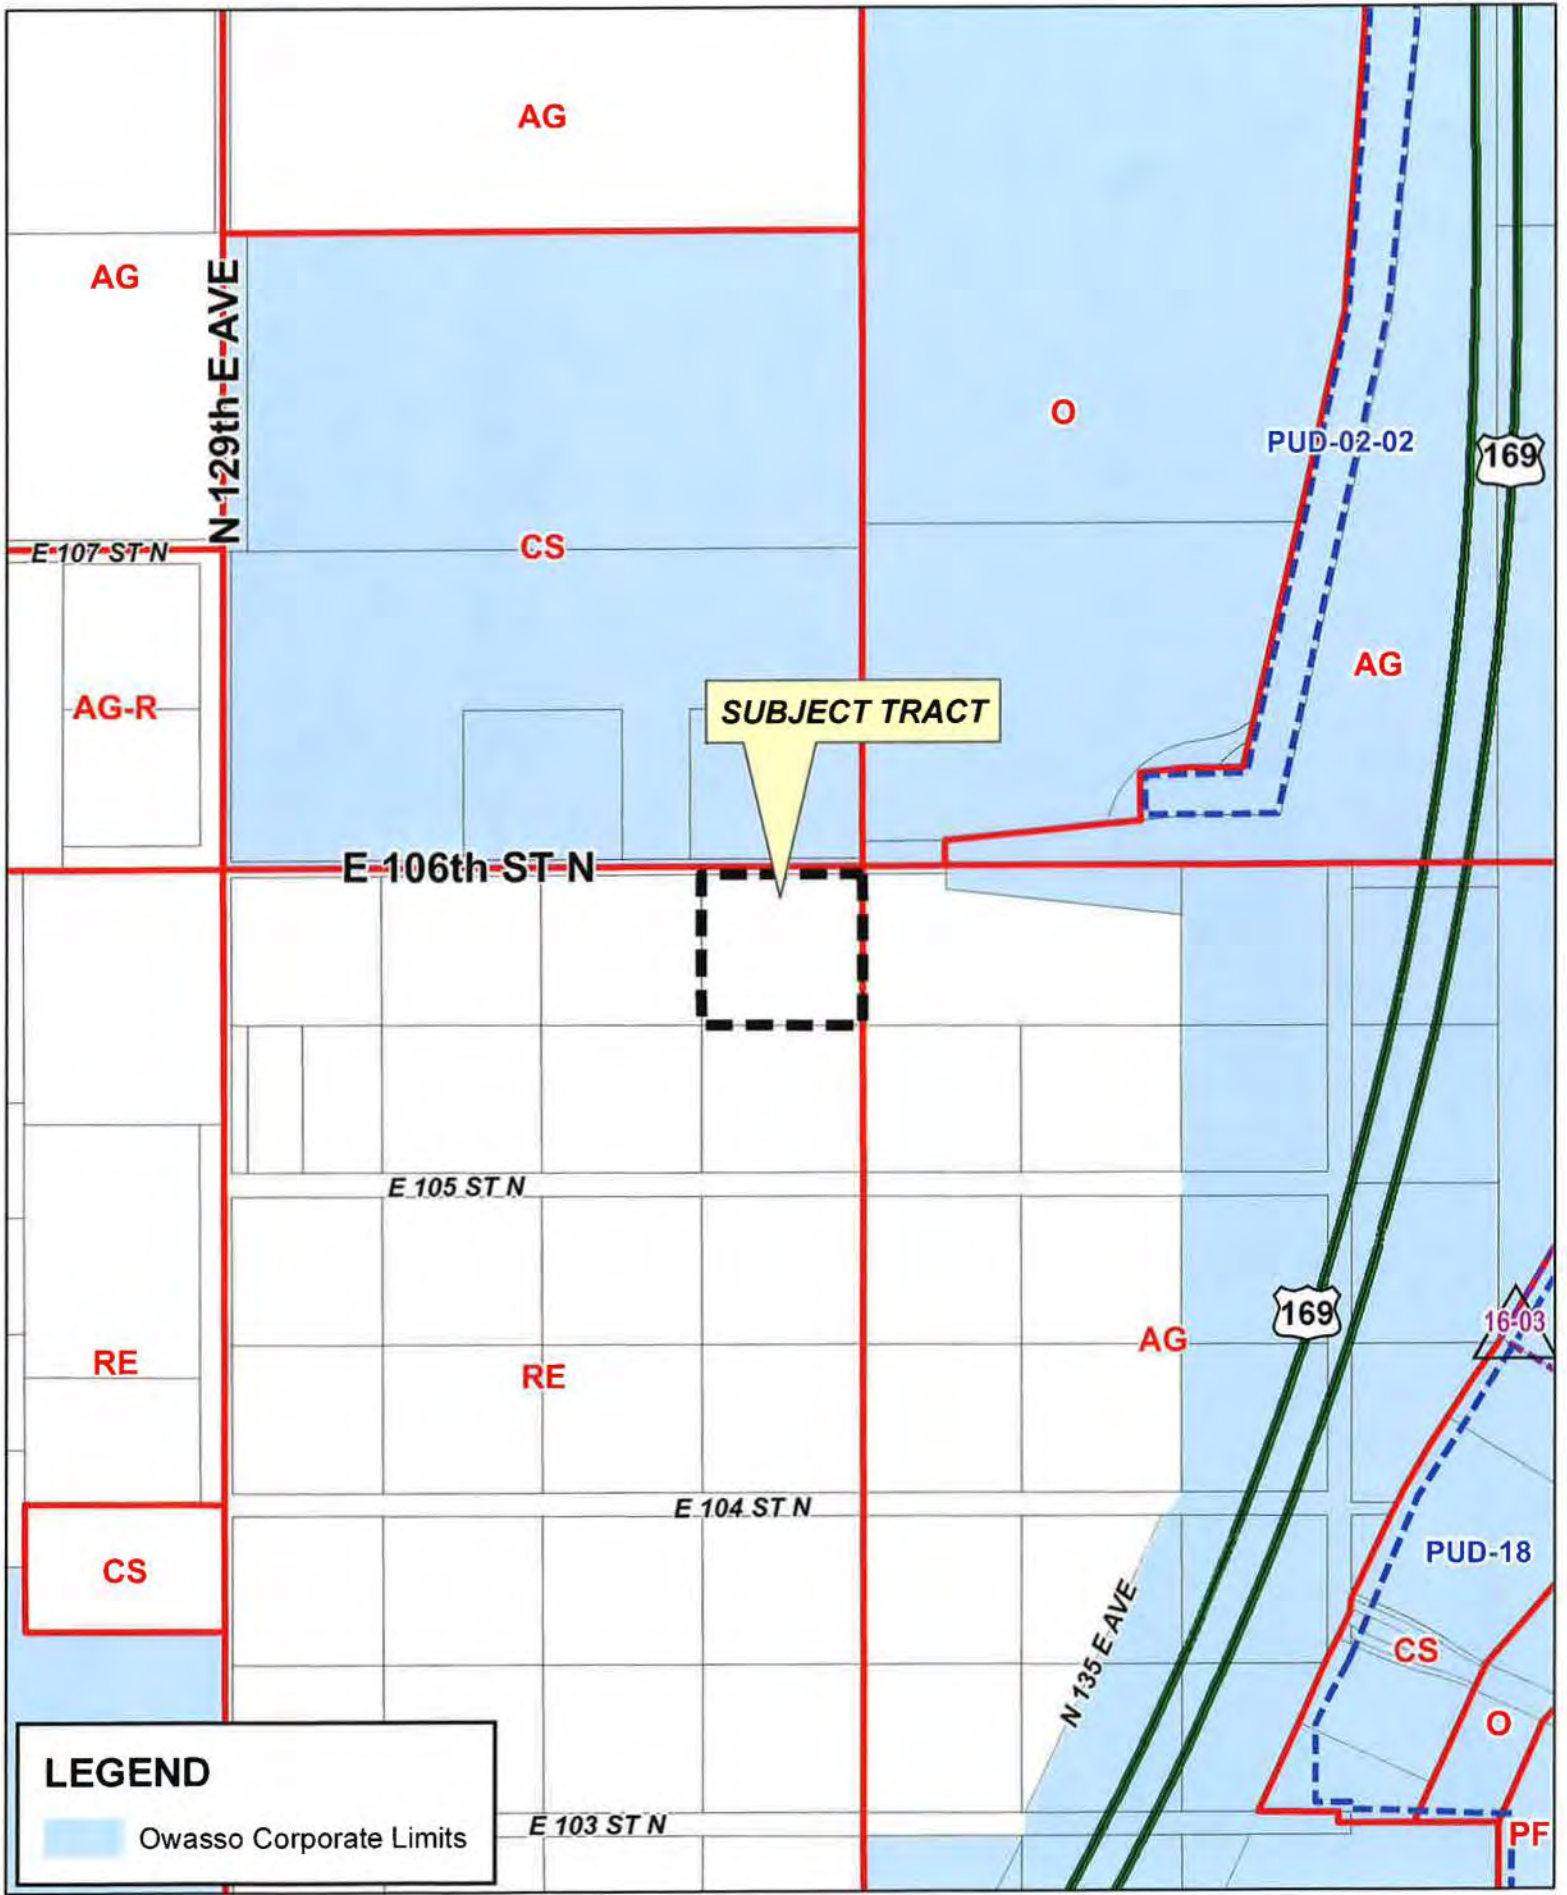 AG
AG
N 129th E AVE
O
PUD-02-02
169
E 107 ST N
CS
AG
AG-R
SUBJECT TRACT
E 106th ST N
E 105 ST N
169
16-03
AG
RE
RE
E 104 ST N
PUD-18
CS
N 135 E AVE
CS
O
LEGEND
Owasso Corporate Limits
E 103 ST N
PF